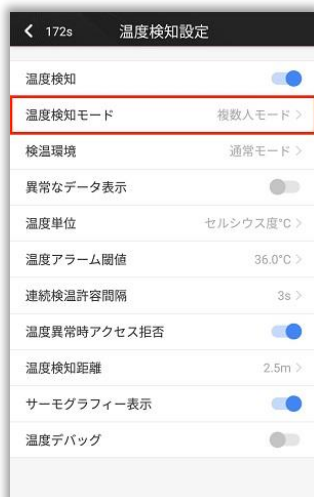 172s 温度検知設定
温度検知
温度検知モード 複数人モード
検温環境 通常モード
異常なデータ表示
温度単位 セルシウス度°C
温度アラーム閾値 36.0°C
連続検温許容間隔 3s
温度異常時アクセス拒否
温度検知距離 2.5m
サーモグラフィー表示
温度デバッグ